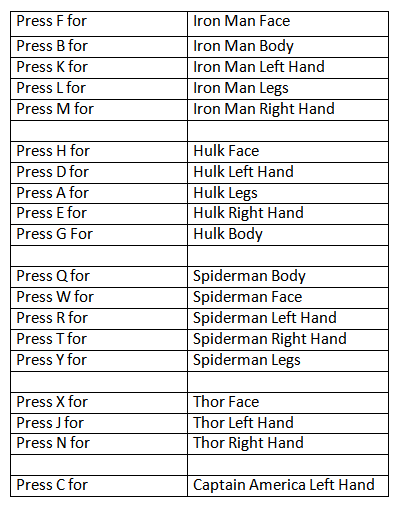 Press F for Iron Man Face
Press B for Iron Man Body
Press K for Iron Man Left Hand
Press L for Iron Man Legs
Press M for Iron Man Right Hand
Press H for Hulk Face
Press D for Hulk Left Hand
Press A for Hulk Legs
Press E for Hulk Right Hand
Press G For Hulk Body
Press Q for Spiderman Body
Press W for Spiderman Face
Press R for Spiderman Left Hand
Press T for Spiderman Right Hand
Press Y for Spiderman Legs
Press X for Thor Face
Press J for Thor Left Hand
Press N for Thor Right Hand
Press C for Captain America Left Hand